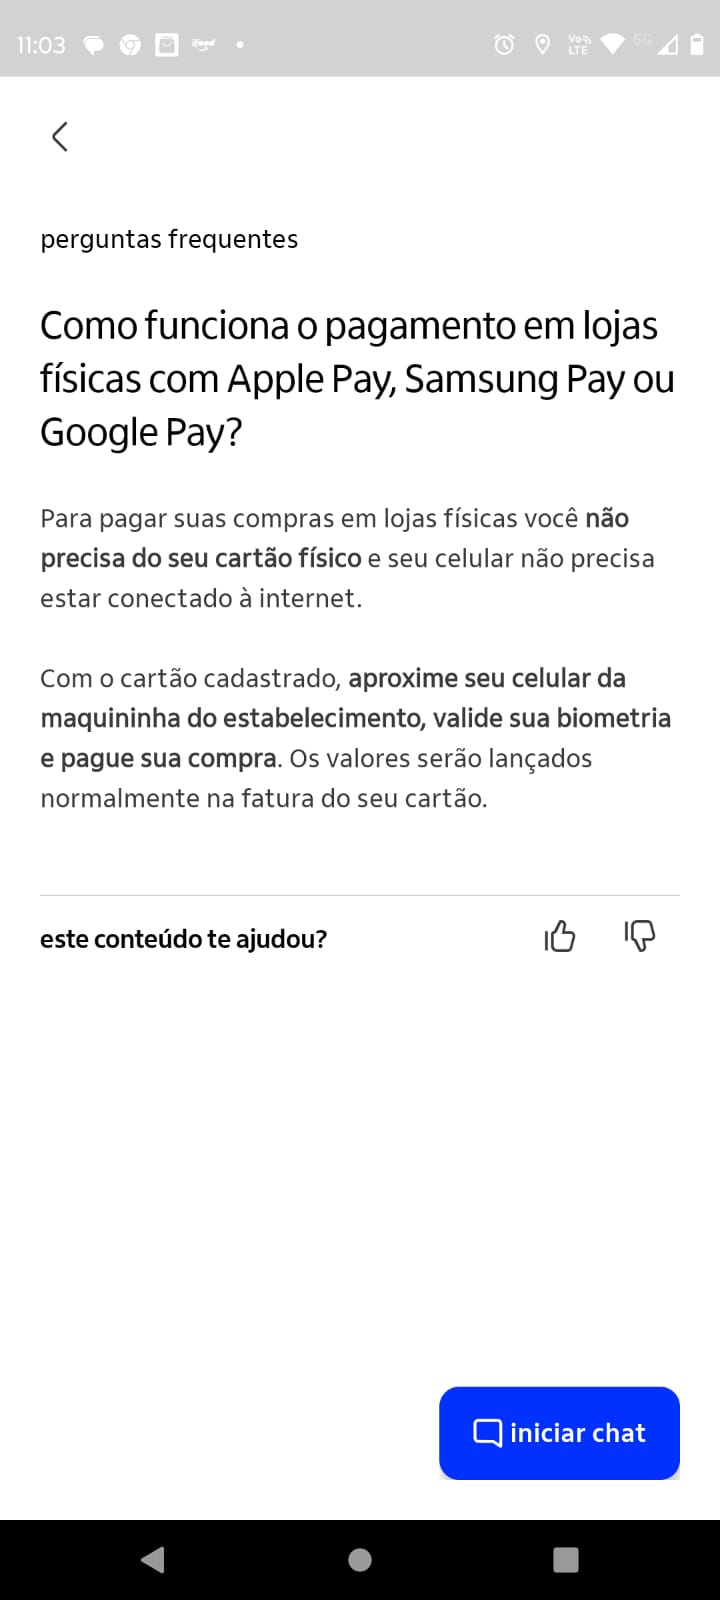 11:03
ifood
Vo
LTE
5G
perguntas frequentes
Como funciona o pagamento em lojas
físicas com Apple Pay, Samsung Pay ou
Google Pay?
Para pagar suas compras em lojas físicas você não
precisa do seu cartão físico e seu celular não precisa
estar conectado à internet.
Com o cartão cadastrado, aproxime seu celular da
maquininha do estabelecimento, valide sua biometria
e pague sua compra. Os valores serão lançados
normalmente na fatura do seu cartão.
este conteúdo te ajudou?
iniciar chat